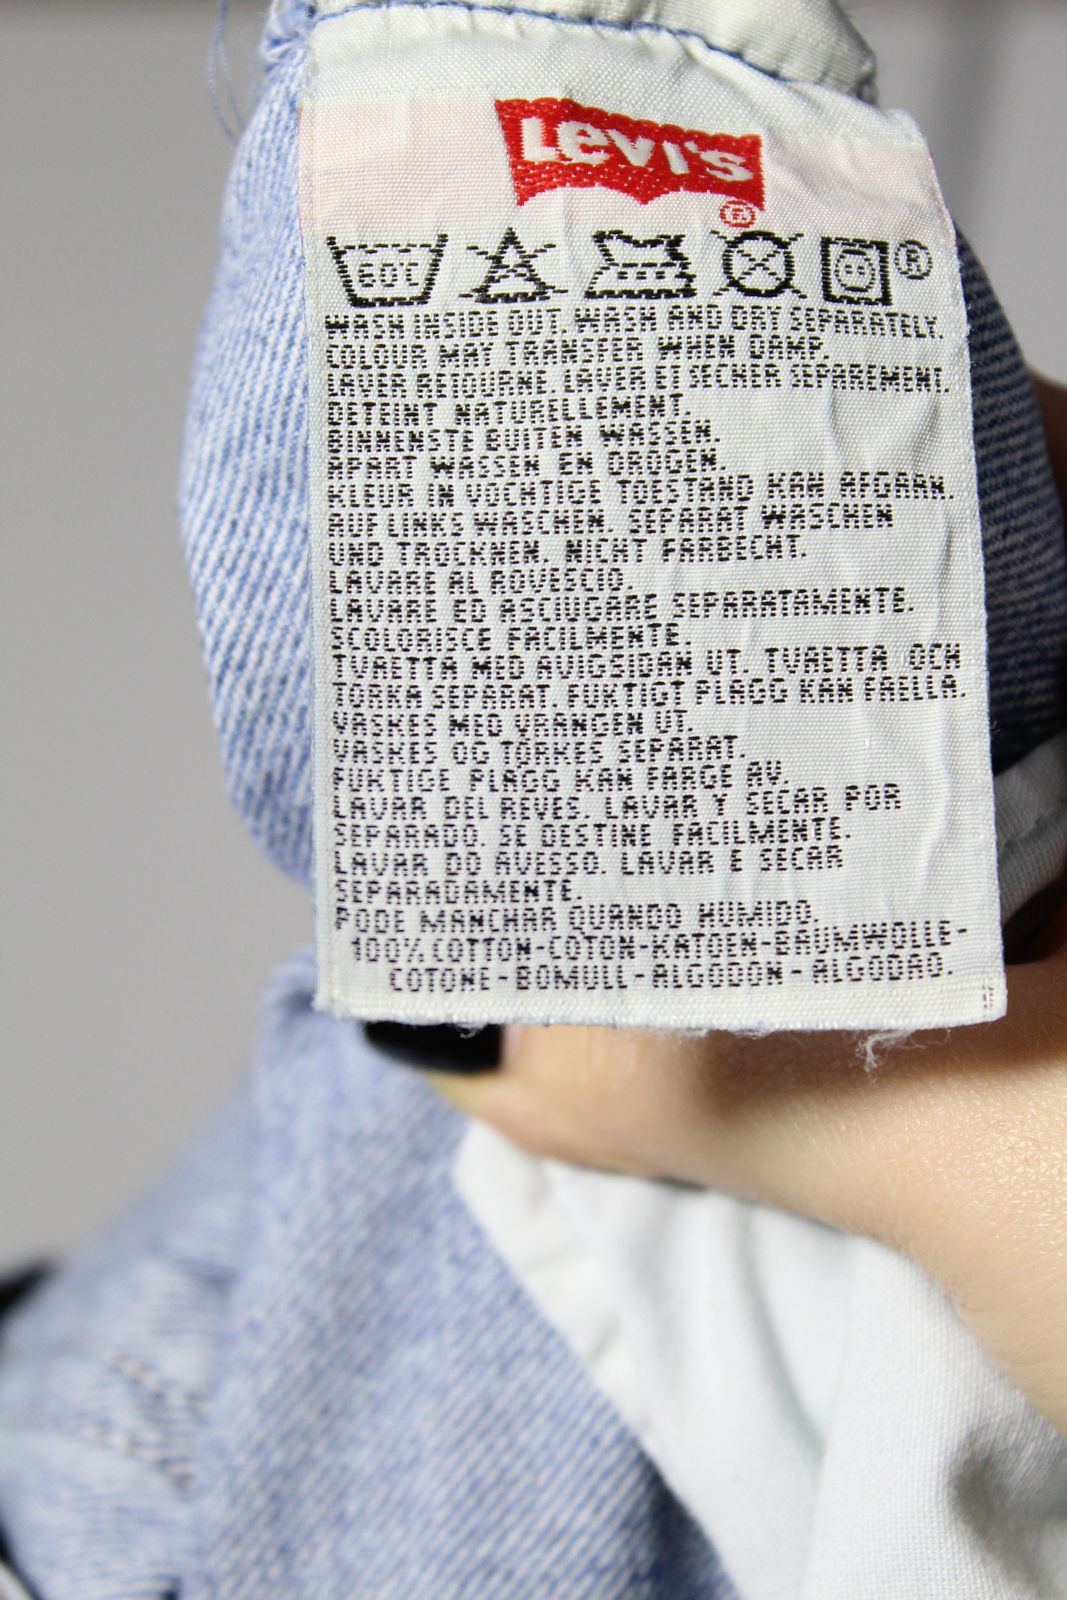 Levi's
®
60°C
®
WASH INSIDE OUT. WASH AND DRY SEPARATELY.
COLOUR MAY TRANSFER WHEN DAMP.
LAVER RETOURNE LAVER ET SECHER SEPAREMENT.
DETEINT NATURELLEMENT.
BINNENSTE BUITEN WASSEN.
APART WASSEN EN DROGEN.
KLEUR IN VOCHTIGE TOESTAND KAN AFGAAN.
AUF LINKS WASCHEN. SEPARAT WASCHEN
UND TROCKNEN. NICHT FARBECHT.
LAVARE AL ROVESCIO.
LAVARE ED ASCIUGARE SEPARATAMENTE.
SCOLORISCE FACILMENTE.
TVAETTA MED AVIGSIDAN UT. TVAETTA OCH
TORKA SEPARAT. FUKTIGT PLAGG KAN FAELLA.
VASKES MED VRANGEN UT.
VASKES OG TORKES SEPARAT.
FUKTIGE PLAGG KAN FARGE AV.
LAVAR DEL REVES. LAVAR Y SECAR POR
SEPARADO. SE DESTINE FACILMENTE.
LAVAR DO AVESSO. LAVAR E SECAR
SEPARADAMENTE.
PODE MANCHAR QUANDO HUMIDO.
100% COTTON-COTON-KATOEN-BAUMWOLLE-
COTONE-BOMULL-ALGODON-ALGODAO.